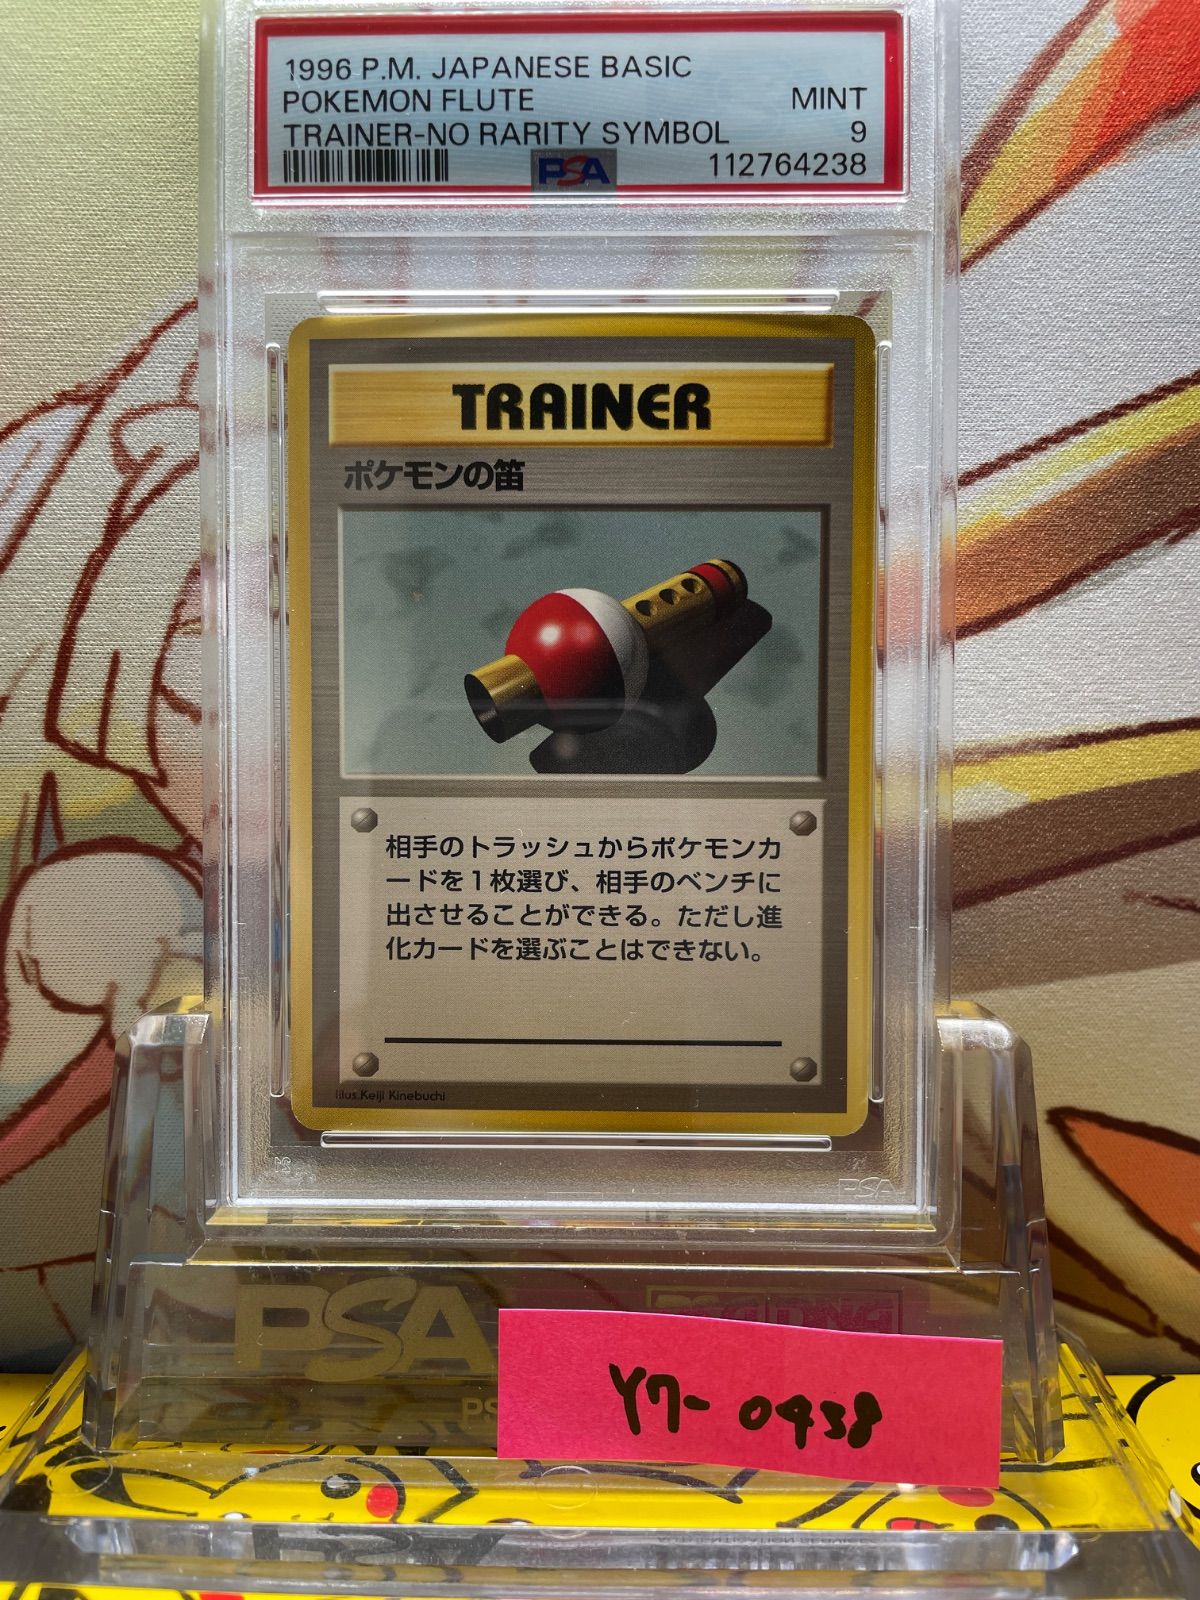 1996 P.M. JAPANESE BASIC
POKEMON FLUTE MINT
TRAINER-NO RARITY SYMBOL 9
PSA 112764238
TRAINER
ポケモンの笛
相手のトラッシュからポケモンカ
ードを1枚選び、相手のベンチに
出させることができる。ただし進
化カードを選ぶことはできない。
Illus. Keiji Kinebuchi
PSA
PSA
Y7-0438